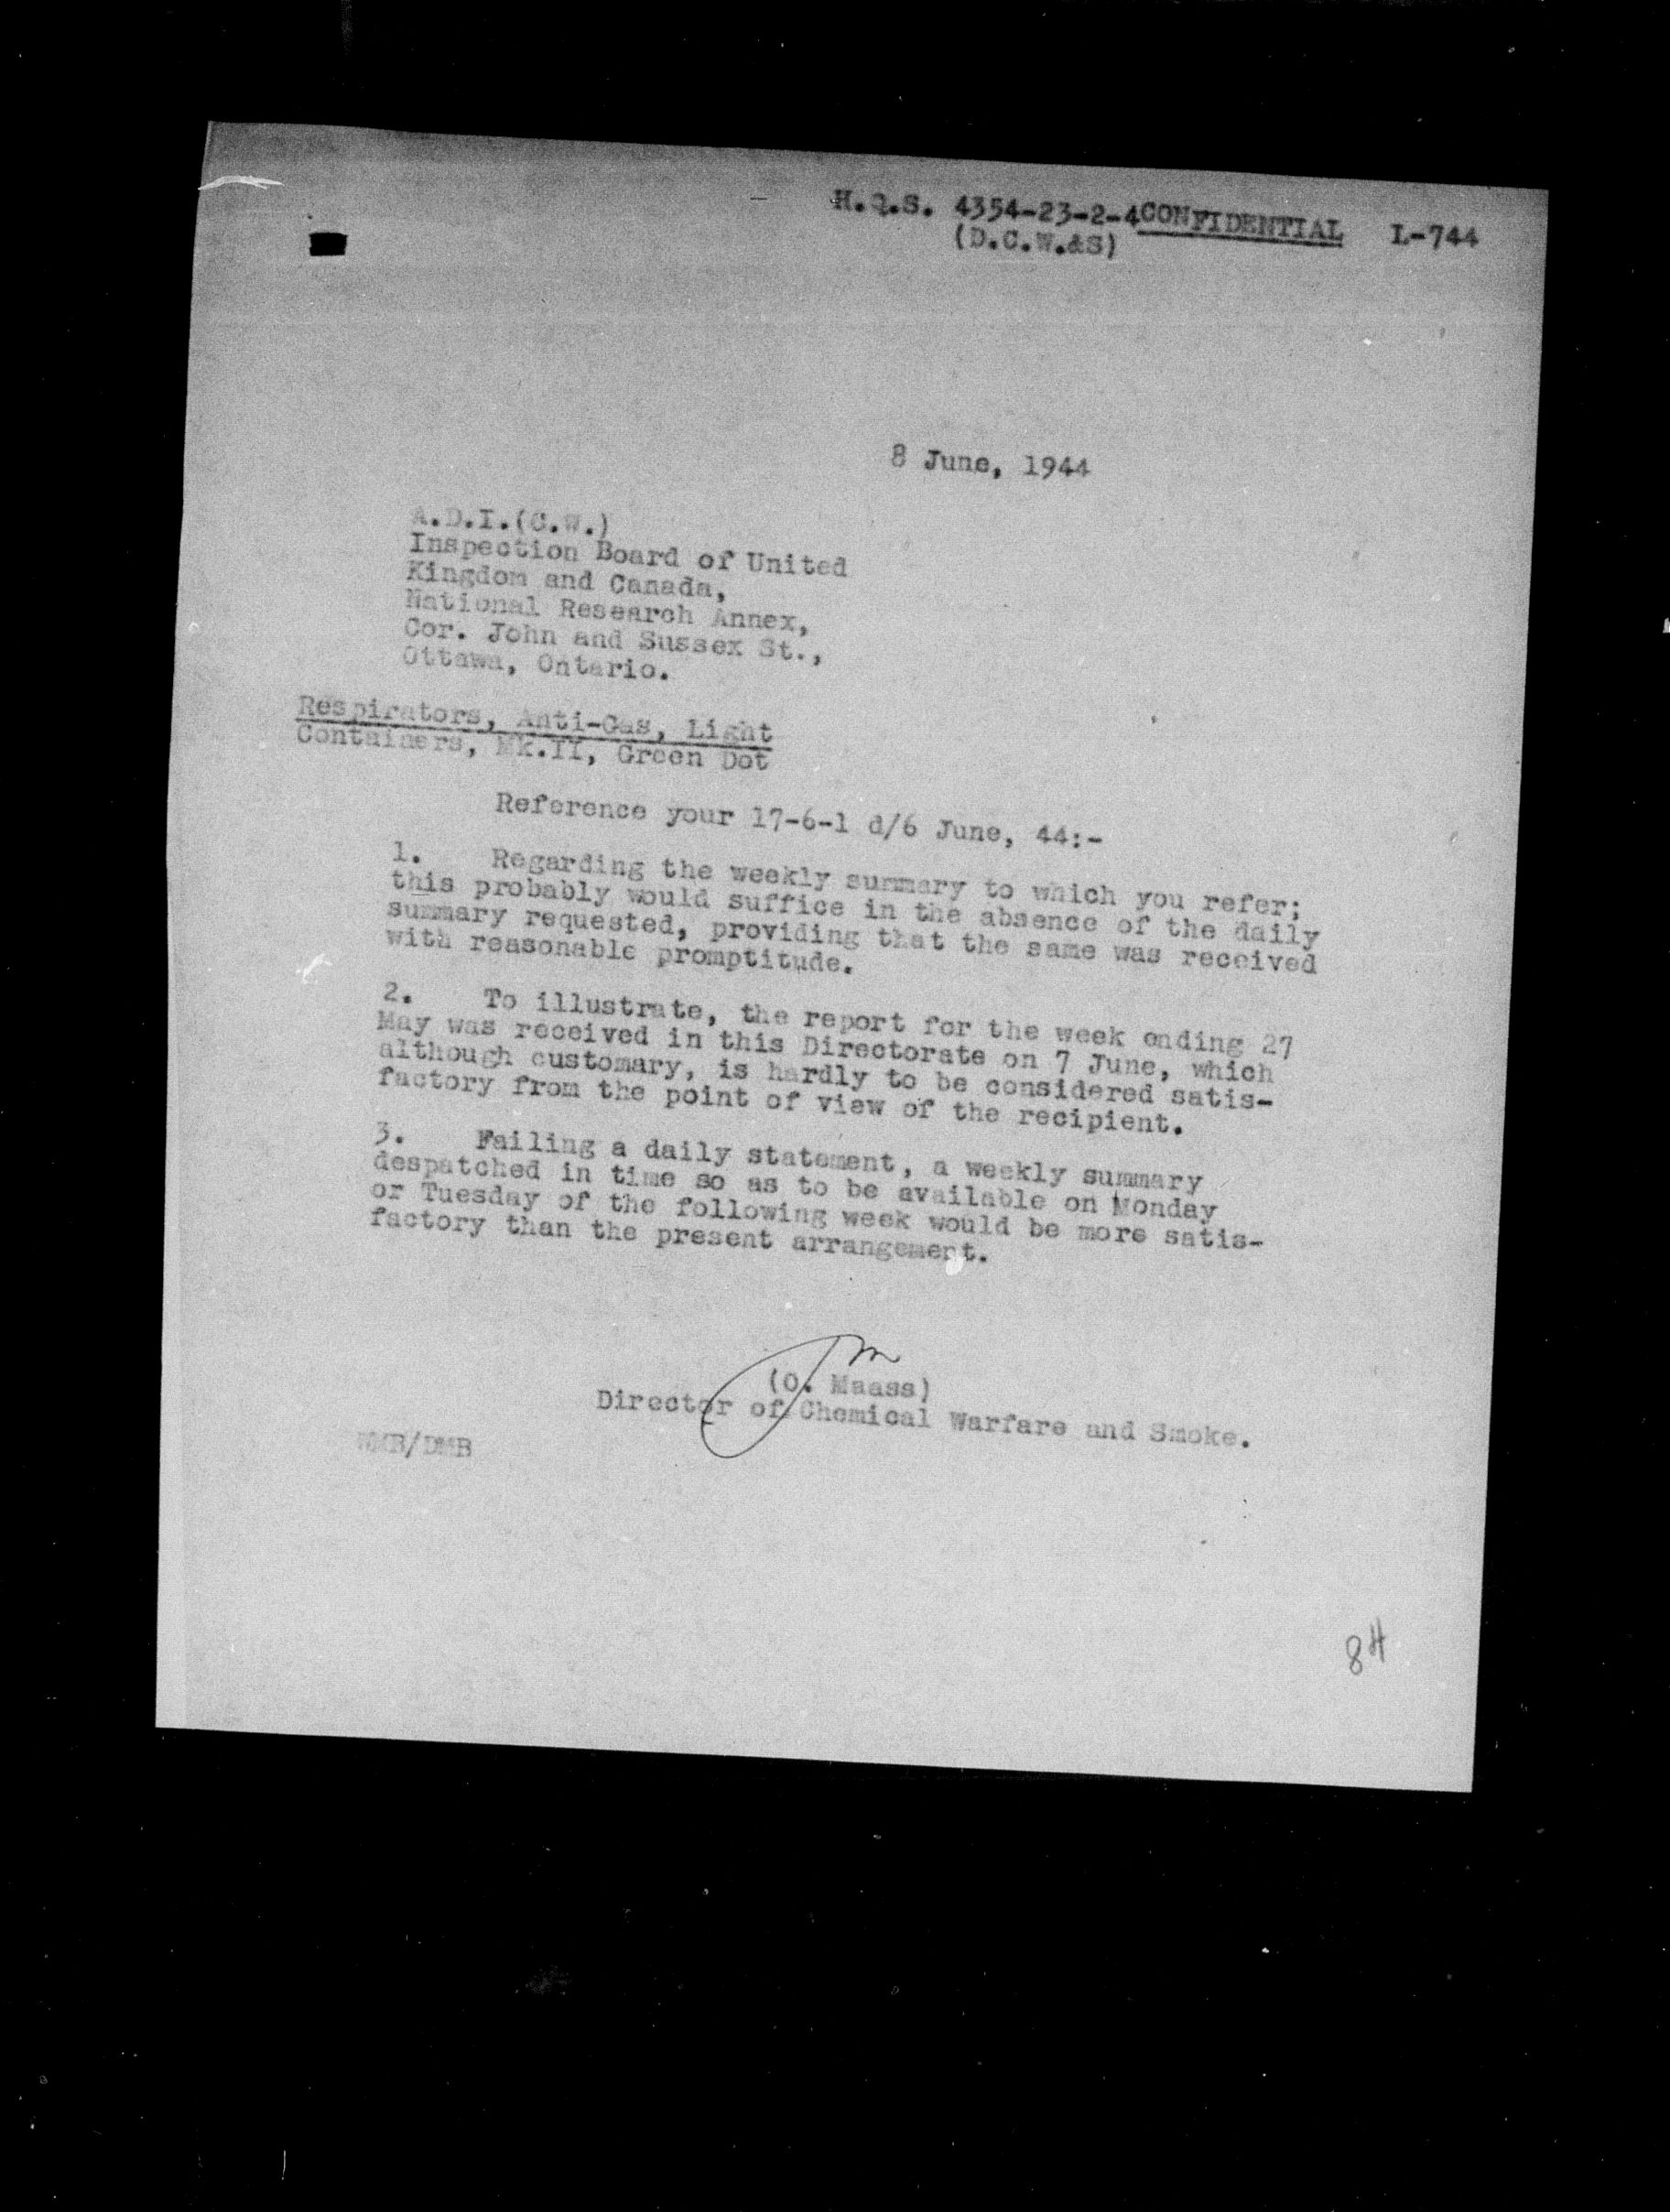 H.Q.S. 4354-23-2-4 CONFIDENTIAL L-744
(D.C.W.&S)
8 June, 1944
A.D.I.(C.W.)
Inspection Board of United
Kingdom and Canada,
National Research Annex,
Cor. John and Sussex St.,
Ottawa, Ontario.
Respirators, Anti-Gas, Light
Containers, Mk.II, Green Dot
Reference your 17-6-1 d/6 June, 44:-
1. Regarding the weekly summary to which you refer;
this probably would suffice in the absence of the daily
summary requested, providing that the same was received
with reasonable promptitude.
2. To illustrate, the report for the week ending 27
May was received in this Directorate on 7 June, which
although customary, is hardly to be considered satis-
factory from the point of view of the recipient.
3. Failing a daily statement, a weekly summary
despatched in time so as to be available on Monday
or Tuesday of the following week would be more satis-
factory than the present arrangement.
(O. Maass)
Director of Chemical Warfare and Smoke.
WMB/DMB
84